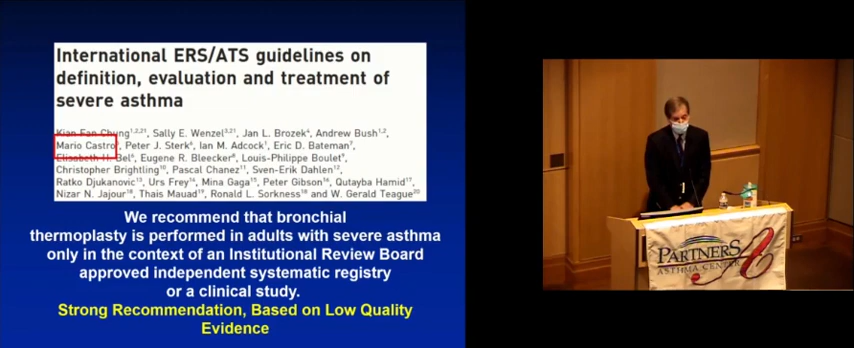 International ERS/ATS guidelines on
definition, evaluation and treatment of
severe asthma
Kian Fan Chung1,2,21, Sally E. Wenzel3,21, Jan L. Brozek4, Andrew Bush1,2,
Mario Castro5, Peter J. Sterk6, Ian M. Adcock1, Eric D. Bateman7,
Elisabeth H. Bel6, Eugene R. Bleecker8, Louis-Philippe Boulet9,
Christopher Brightling10, Pascal Chanez11, Sven-Erik Dahlen12,
Ratko Djukanovic13, Urs Frey14, Mina Gaga15, Peter Gibson16, Qutayba Hamid17,
Nizar N. Jajour18, Thais Mauad19, Ronald L. Sorkness18 and W. Gerald Teague20
We recommend that bronchial
thermoplasty is performed in adults with severe asthma
only in the context of an Institutional Review Board
approved independent systematic registry
or a clinical study.
Strong Recommendation, Based on Low Quality
Evidence
PARTNERS
ASTHMA CENTER